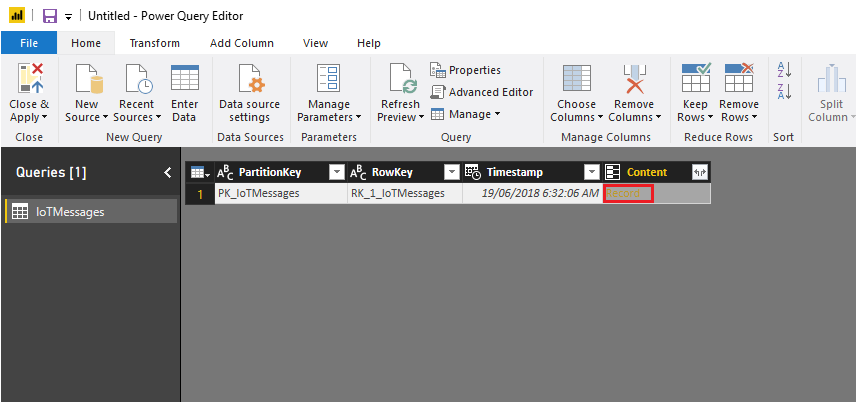 Untitled - Power Query Editor
File Home Transform Add Column View Help
Close &
Apply
New
Source
Recent
Sources
Enter
Data
Data source
settings
Manage
Parameters
Refresh
Preview
Properties
Advanced Editor
Manage
Choose
Columns
Remove
Columns
Keep
Rows
Remove
Rows
A
Z
Z
A
Split
Column
Close New Query Data Sources Parameters Query Manage Columns Reduce Rows Sort
Queries [1]
IoTMessages
ABC PartitionKey ABC RowKey Timestamp Content
1 PK_IoTMessages RK_1_IoTMessages 19/06/2018 6:32:06 AM Record